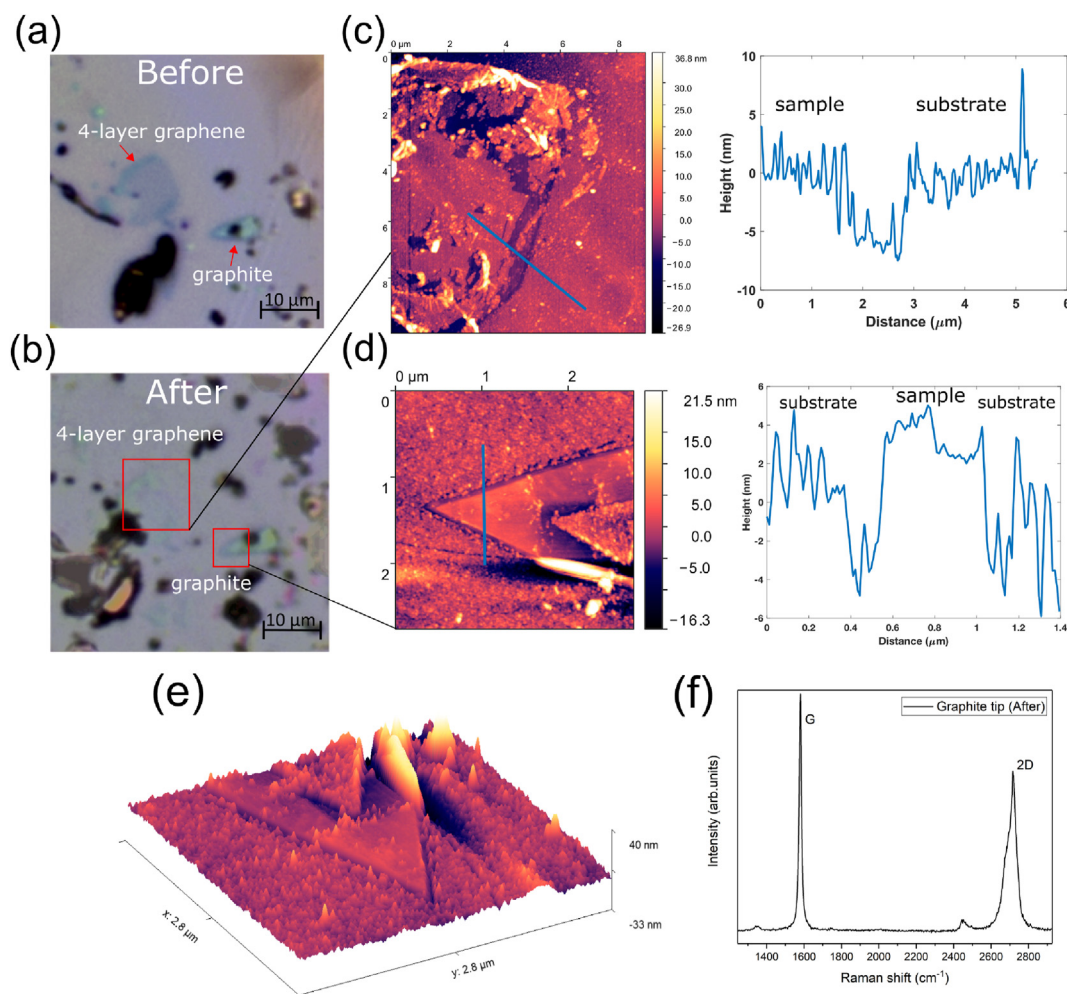 (a)
Before
4-layer graphene
graphite
10 μm
(b)
After
4-layer graphene
graphite
10 μm
(c)
0 μm 2 4 6 8
0
2
4
6
8
36.8 nm
30.0
25.0
20.0
15.0
10.0
5.0
0.0
−5.0
−10.0
−15.0
−20.0
−26.9
sample substrate
Height (nm)
10
5
0
-5
-10
0 1 2 3 4 5 6
Distance (μm)
(d)
0 μm 1 2
0
1
2
21.5 nm
15.0
10.0
5.0
0.0
−5.0
−16.3
substrate sample substrate
Height (nm)
6
4
2
0
-2
-4
-6
0 0.2 0.4 0.6 0.8 1 1.2 1.4
Distance (μm)
(e)
x: 2.8 μm
y: 2.8 μm
40 nm
-33 nm
(f)
Graphite tip (After)
G
2D
Intensity (arb.units)
1400 1600 1800 2000 2200 2400 2600 2800
Raman shift (cm⁻¹)